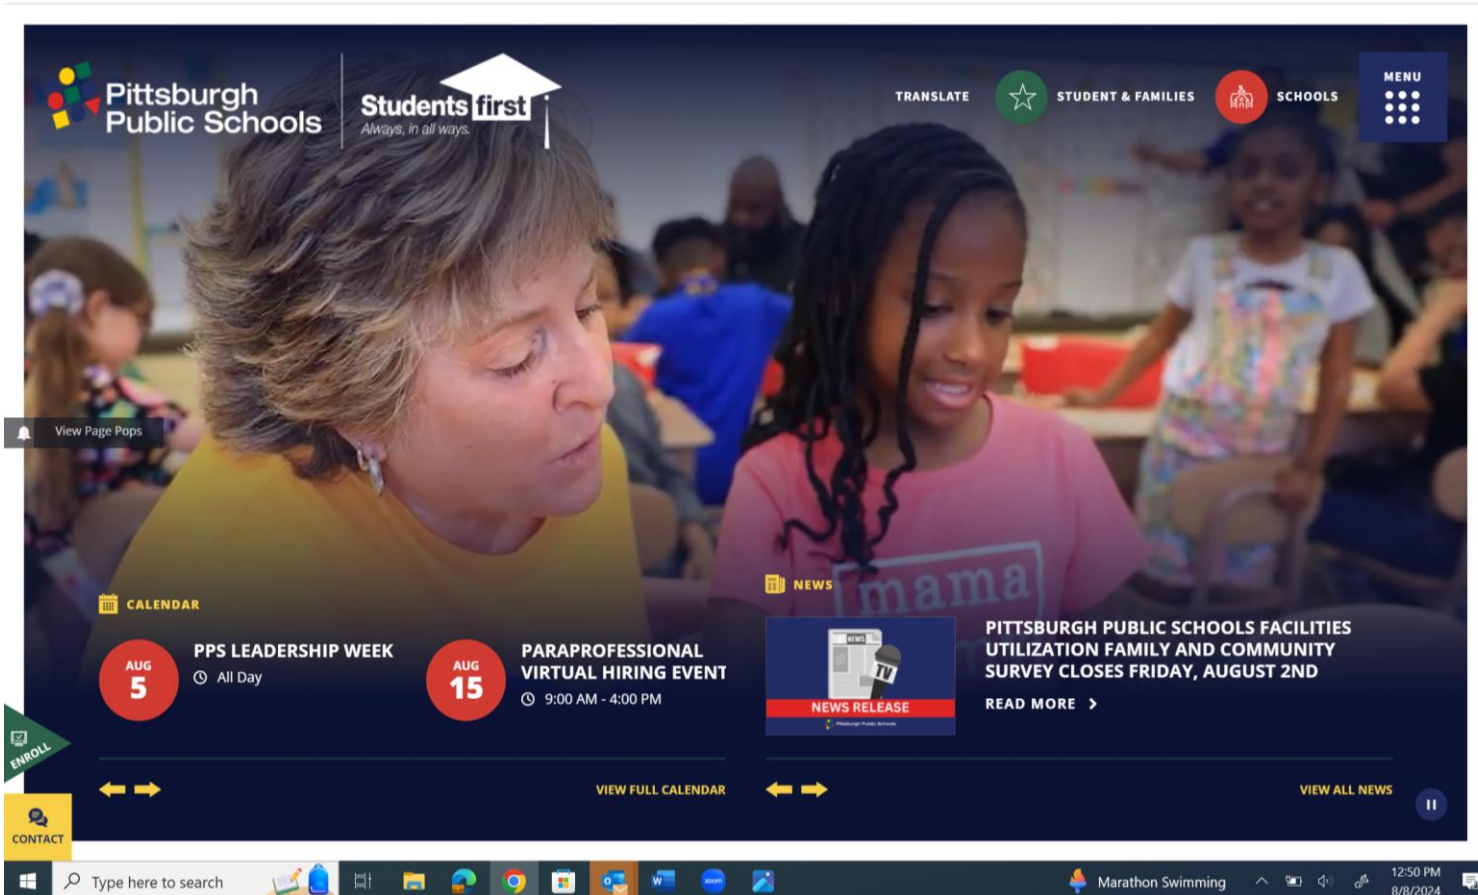 Pittsburgh
Public Schools
Students first
Always, in all ways.
TRANSLATE
STUDENT & FAMILIES
SCHOOLS
MENU
View Page Pops
mama
CALENDAR
AUG
5
PPS LEADERSHIP WEEK
All Day
AUG
15
PARAPROFESSIONAL
VIRTUAL HIRING EVENT
9:00 AM - 4:00 PM
NEWS
NEWS
TV
NEWS RELEASE
Pittsburgh Public Schools
PITTSBURGH PUBLIC SCHOOLS FACILITIES
UTILIZATION FAMILY AND COMMUNITY
SURVEY CLOSES FRIDAY, AUGUST 2ND
READ MORE
ENROLL
VIEW FULL CALENDAR
VIEW ALL NEWS
CONTACT
Type here to search
zoom
Marathon Swimming
12:50 PM
8/8/2024